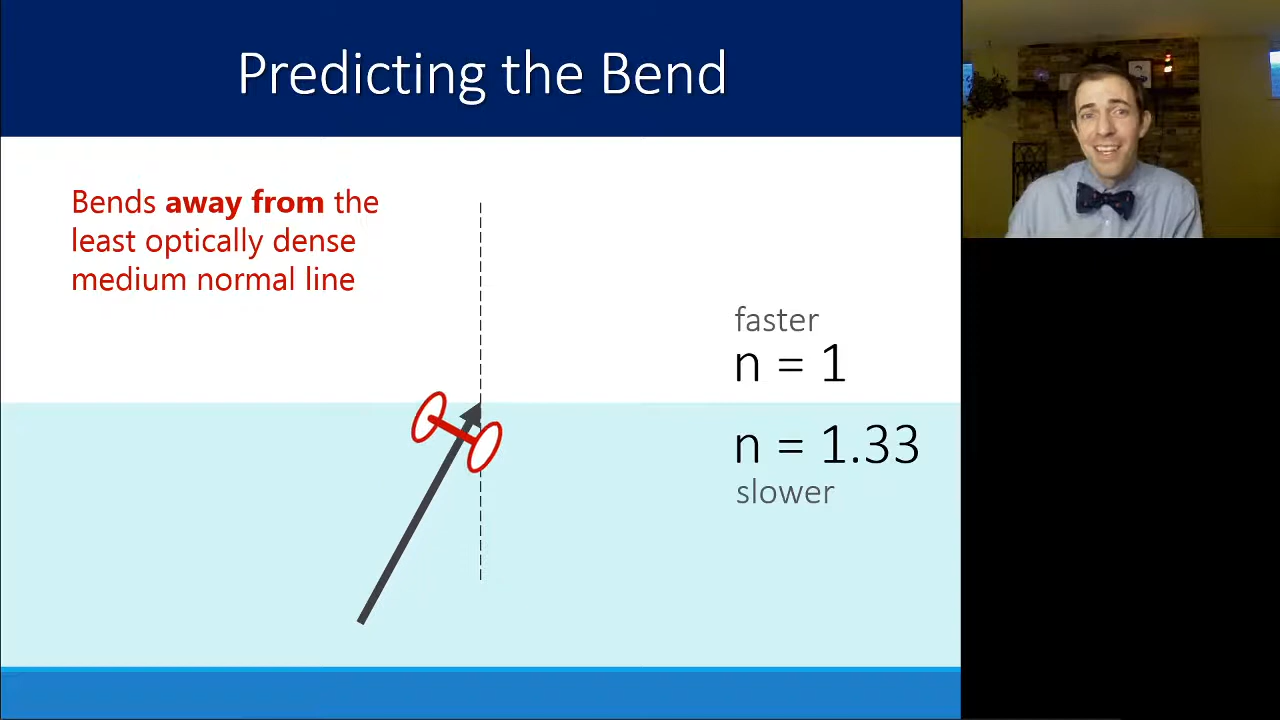 Predicting the Bend
Bends away from the
least optically dense
medium normal line
faster
n = 1
n = 1.33
slower